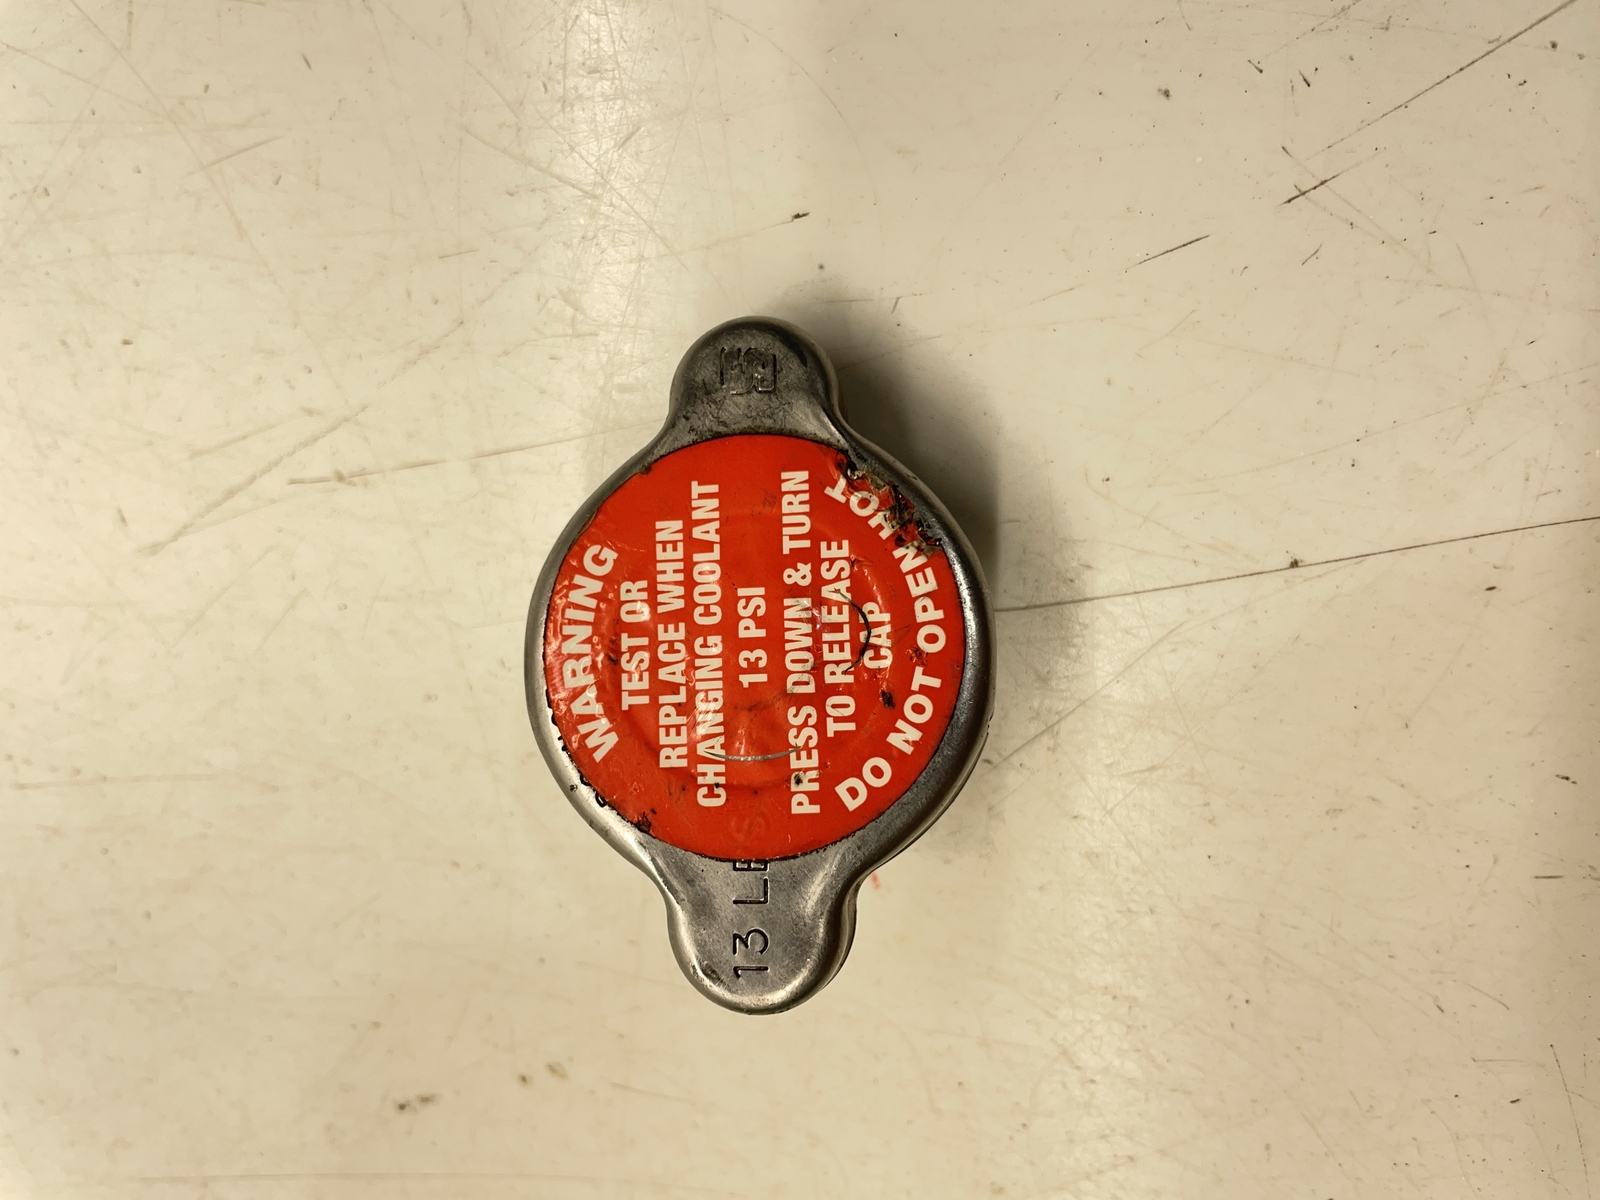 WARNING
TEST OR
REPLACE WHEN
CHANGING COOLANT
13 PSI
PRESS DOWN & TURN
TO RELEASE
CAP
DO NOT OPEN HOT
13 LB